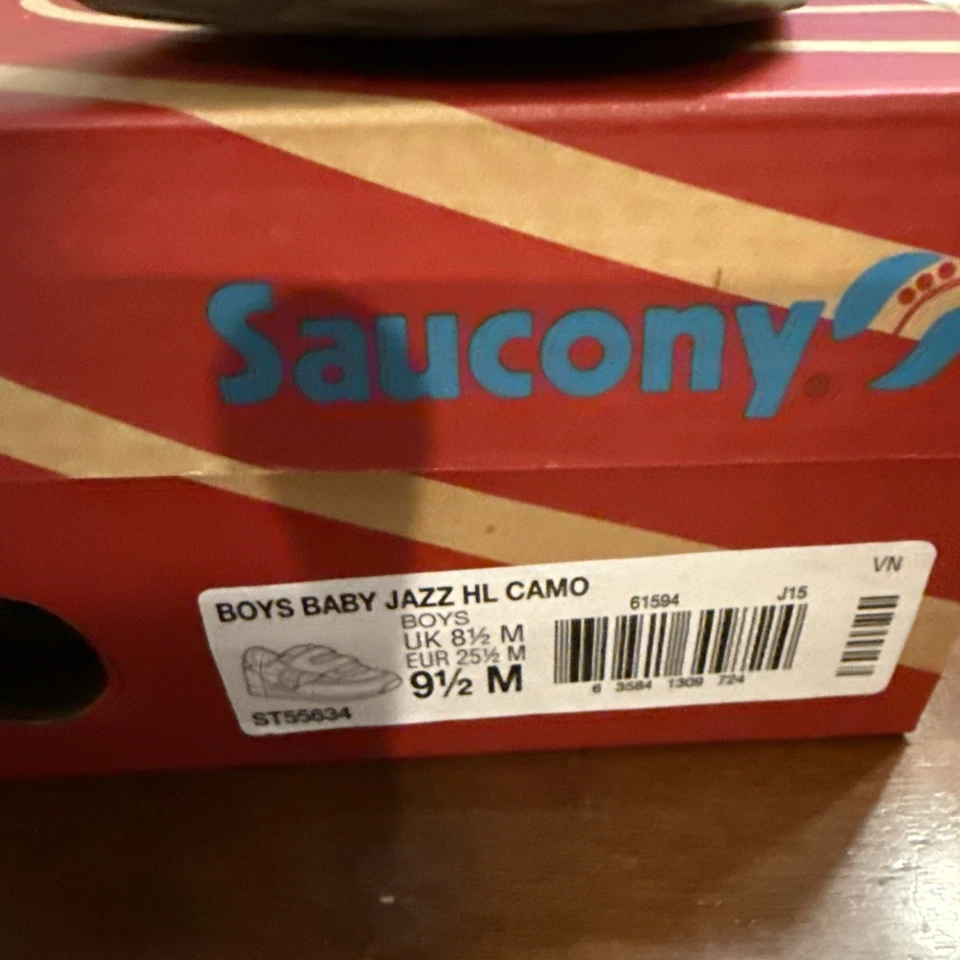 Saucony®
VN
BOYS BABY JAZZ HL CAMO
61594 J15
BOYS
UK 8½ M
EUR 25½ M
9½ M
6 3584 1309 724
ST55634